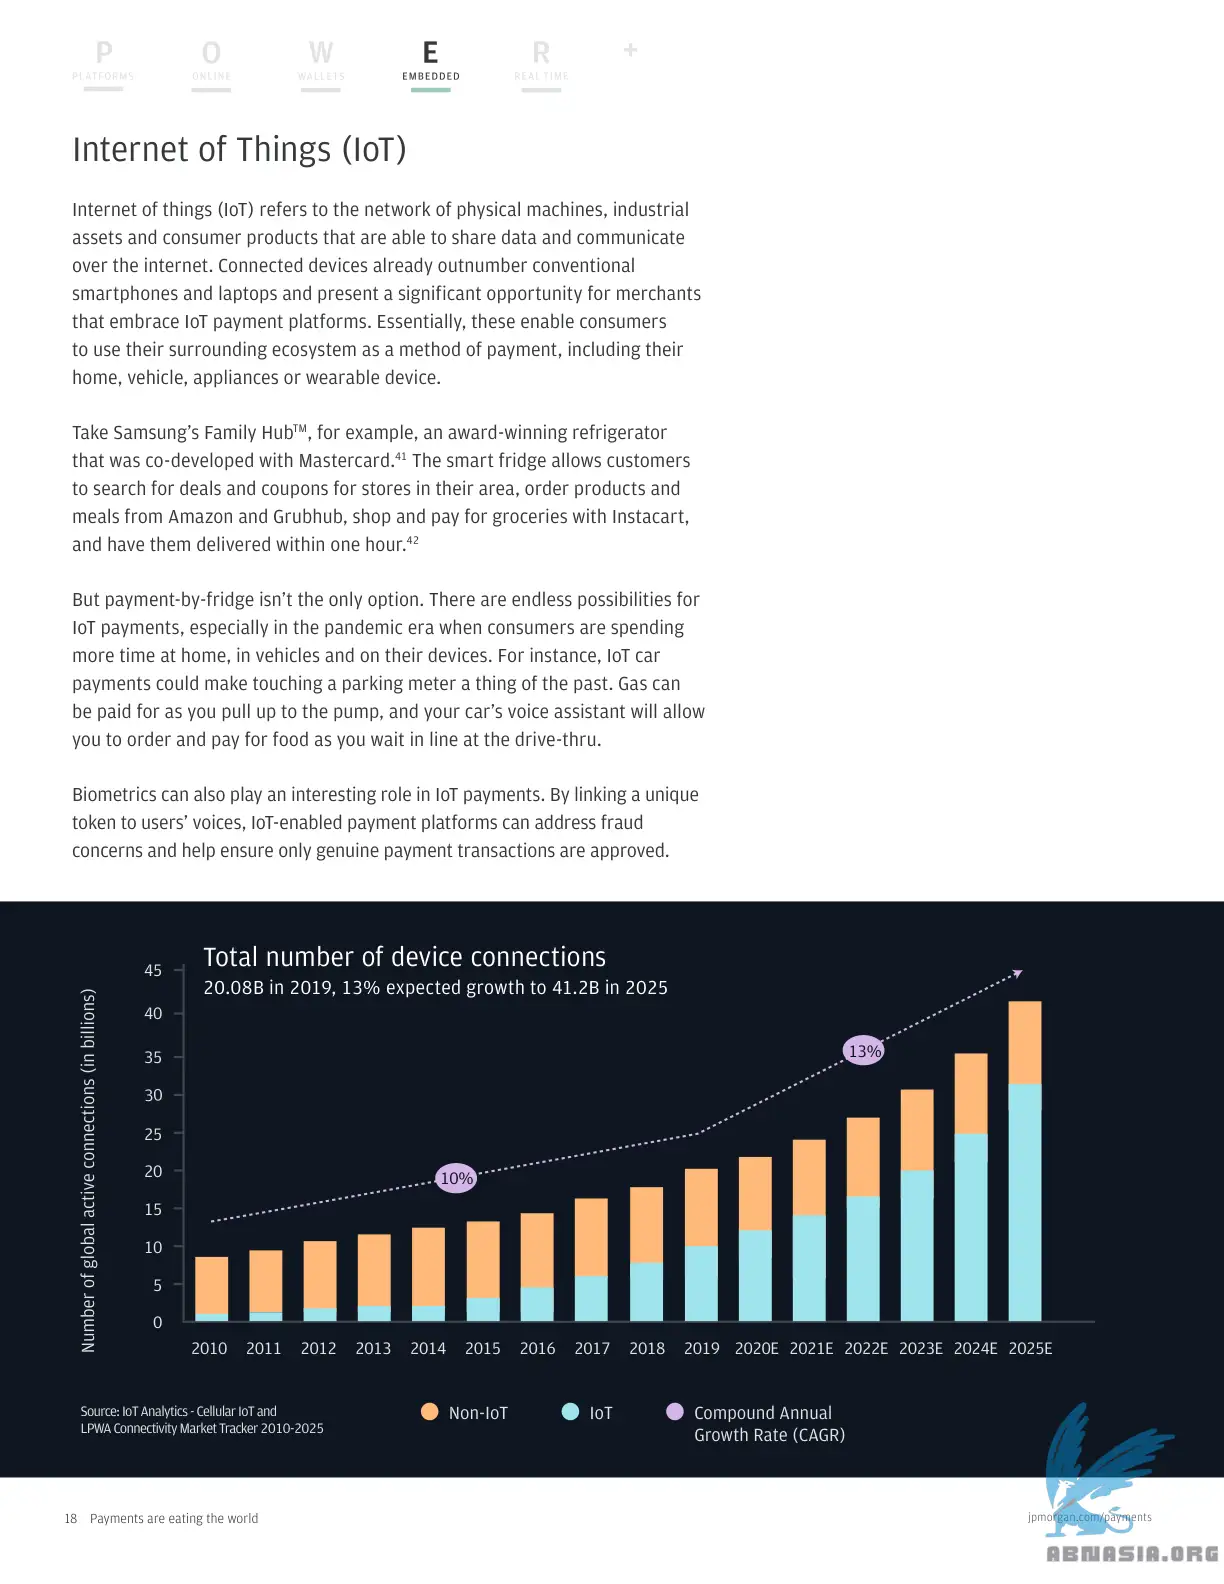 P O W E R +
PLATFORMS ONLINE WALLETS EMBEDDED REAL TIME
Internet of Things (IoT)
Internet of things (IoT) refers to the network of physical machines, industrial
assets and consumer products that are able to share data and communicate
over the internet. Connected devices already outnumber conventional
smartphones and laptops and present a significant opportunity for merchants
that embrace IoT payment platforms. Essentially, these enable consumers
to use their surrounding ecosystem as a method of payment, including their
home, vehicle, appliances or wearable device.
Take Samsung’s Family Hub™, for example, an award-winning refrigerator
that was co-developed with Mastercard.⁴¹ The smart fridge allows customers
to search for deals and coupons for stores in their area, order products and
meals from Amazon and Grubhub, shop and pay for groceries with Instacart,
and have them delivered within one hour.⁴²
But payment-by-fridge isn’t the only option. There are endless possibilities for
IoT payments, especially in the pandemic era when consumers are spending
more time at home, in vehicles and on their devices. For instance, IoT car
payments could make touching a parking meter a thing of the past. Gas can
be paid for as you pull up to the pump, and your car’s voice assistant will allow
you to order and pay for food as you wait in line at the drive-thru.
Biometrics can also play an interesting role in IoT payments. By linking a unique
token to users’ voices, IoT-enabled payment platforms can address fraud
concerns and help ensure only genuine payment transactions are approved.
Total number of device connections
20.08B in 2019, 13% expected growth to 41.2B in 2025
Number of global active connections (in billions)
45
40
35
30
25
20
15
10
5
0
10%
13%
2010 2011 2012 2013 2014 2015 2016 2017 2018 2019 2020E 2021E 2022E 2023E 2024E 2025E
Source: IoT Analytics - Cellular IoT and
LPWA Connectivity Market Tracker 2010-2025
Non-IoT
IoT
Compound Annual
Growth Rate (CAGR)
18 Payments are eating the world
jpmorgan.com/payments
ABNASIA.ORG